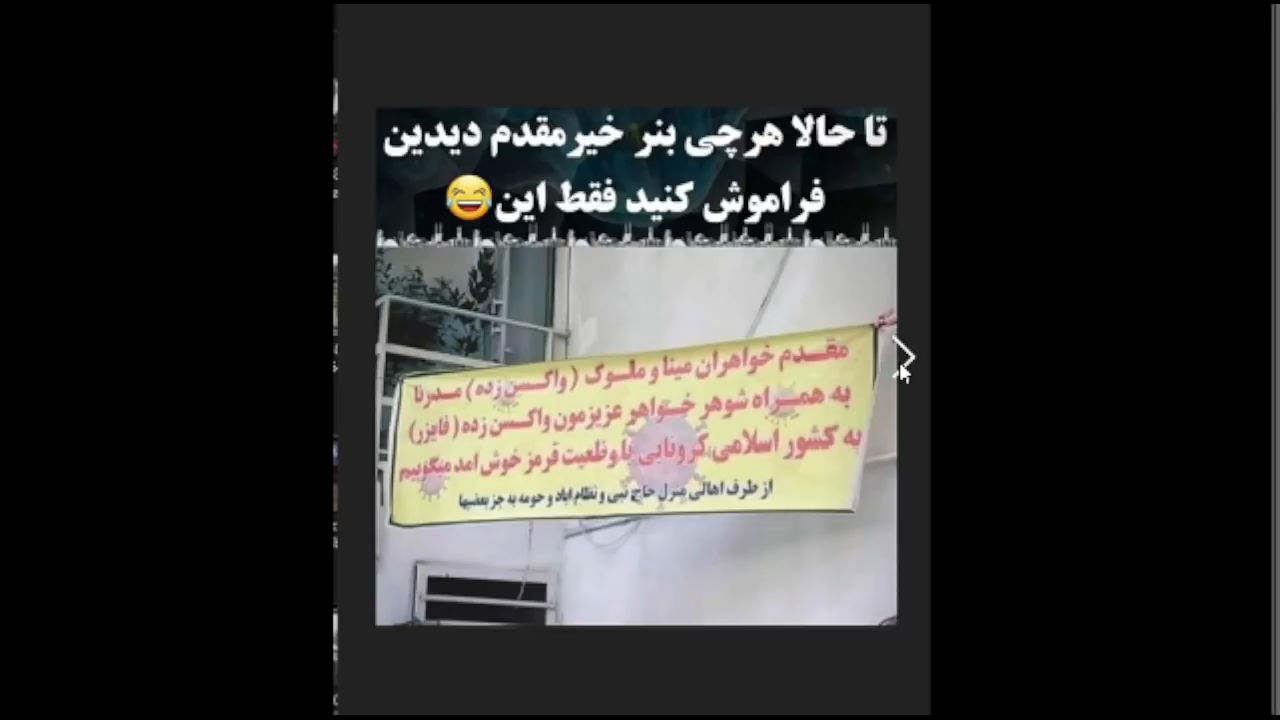 تا حالا هرچی بنر خیرمقدم دیدین
فراموش کنید فقط این😂
مقدم خواهران مینا و ملوک ( واکسن زده ) مدرنا
به همراه شوهر خواهر عزیزمون واکسن زده ( فایزر)
به کشور اسلامی کرونایی با وظعیت قرمز خوش امد میگوییم
از طرف اهالی منزل حاج نبی و نظام اباد و حومه به جز بعضیها